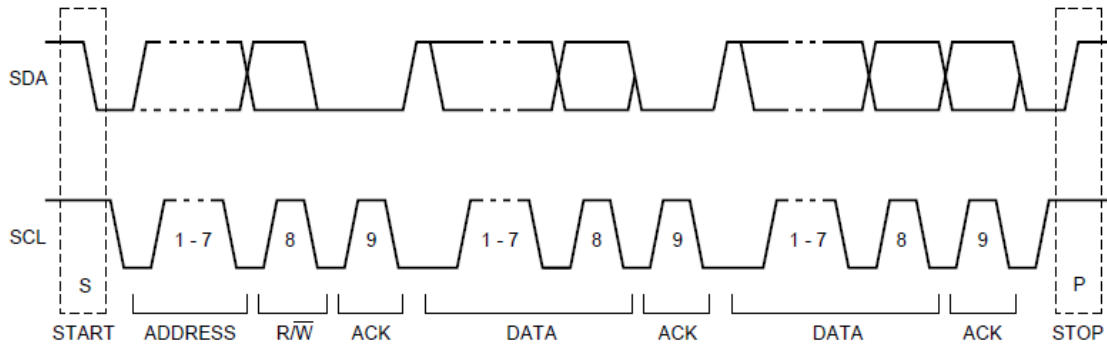 SDA
SCL
1 - 7 8 9 1 - 7 8 9 1 - 7 8 9
S P
START ADDRESS R/W̅ ACK DATA ACK DATA ACK STOP